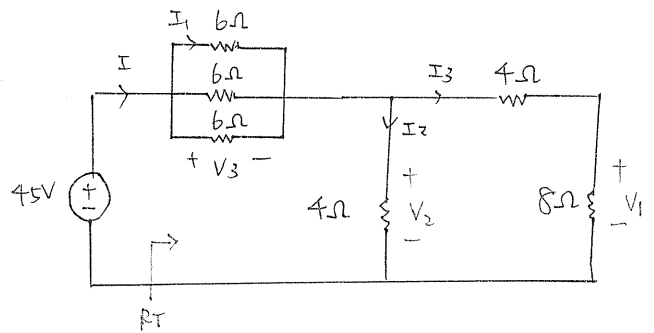 I₁ 6Ω
I 6Ω I₃ 4Ω
6Ω I₂
+ V₃ −
45V + − 4Ω + V₂ − 8Ω + V₁ −
RT